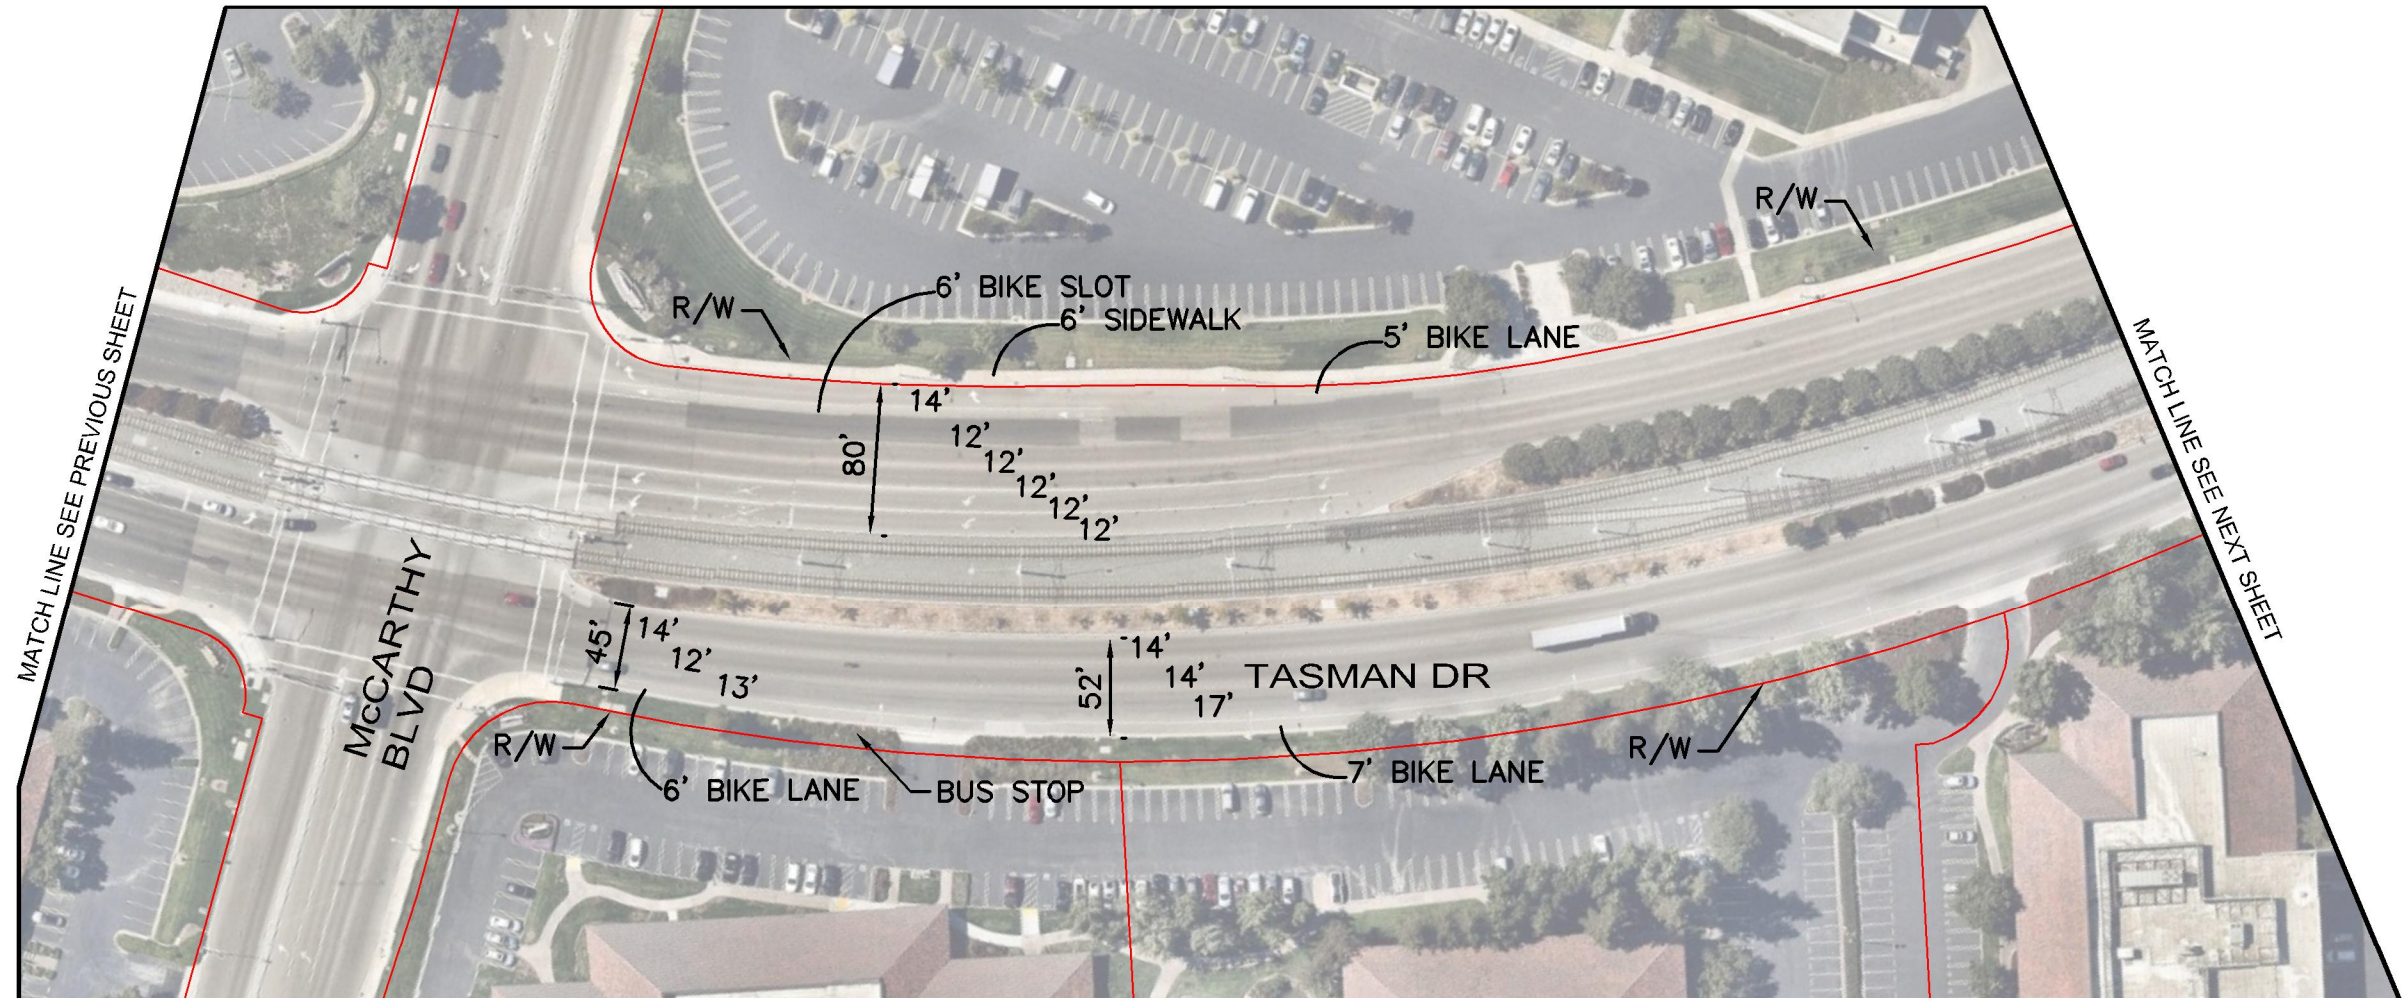 R/W
6' BIKE SLOT
R/W
6' SIDEWALK
5' BIKE LANE
MATCH LINE SEE PREVIOUS SHEET
MATCH LINE SEE NEXT SHEET
80'
14'
12'
12'
12'
12'
12'
McCARTHY
BLVD
45'
14'
12'
13'
52'
14'
14'
17'
TASMAN DR
R/W
6' BIKE LANE
BUS STOP
7' BIKE LANE
R/W